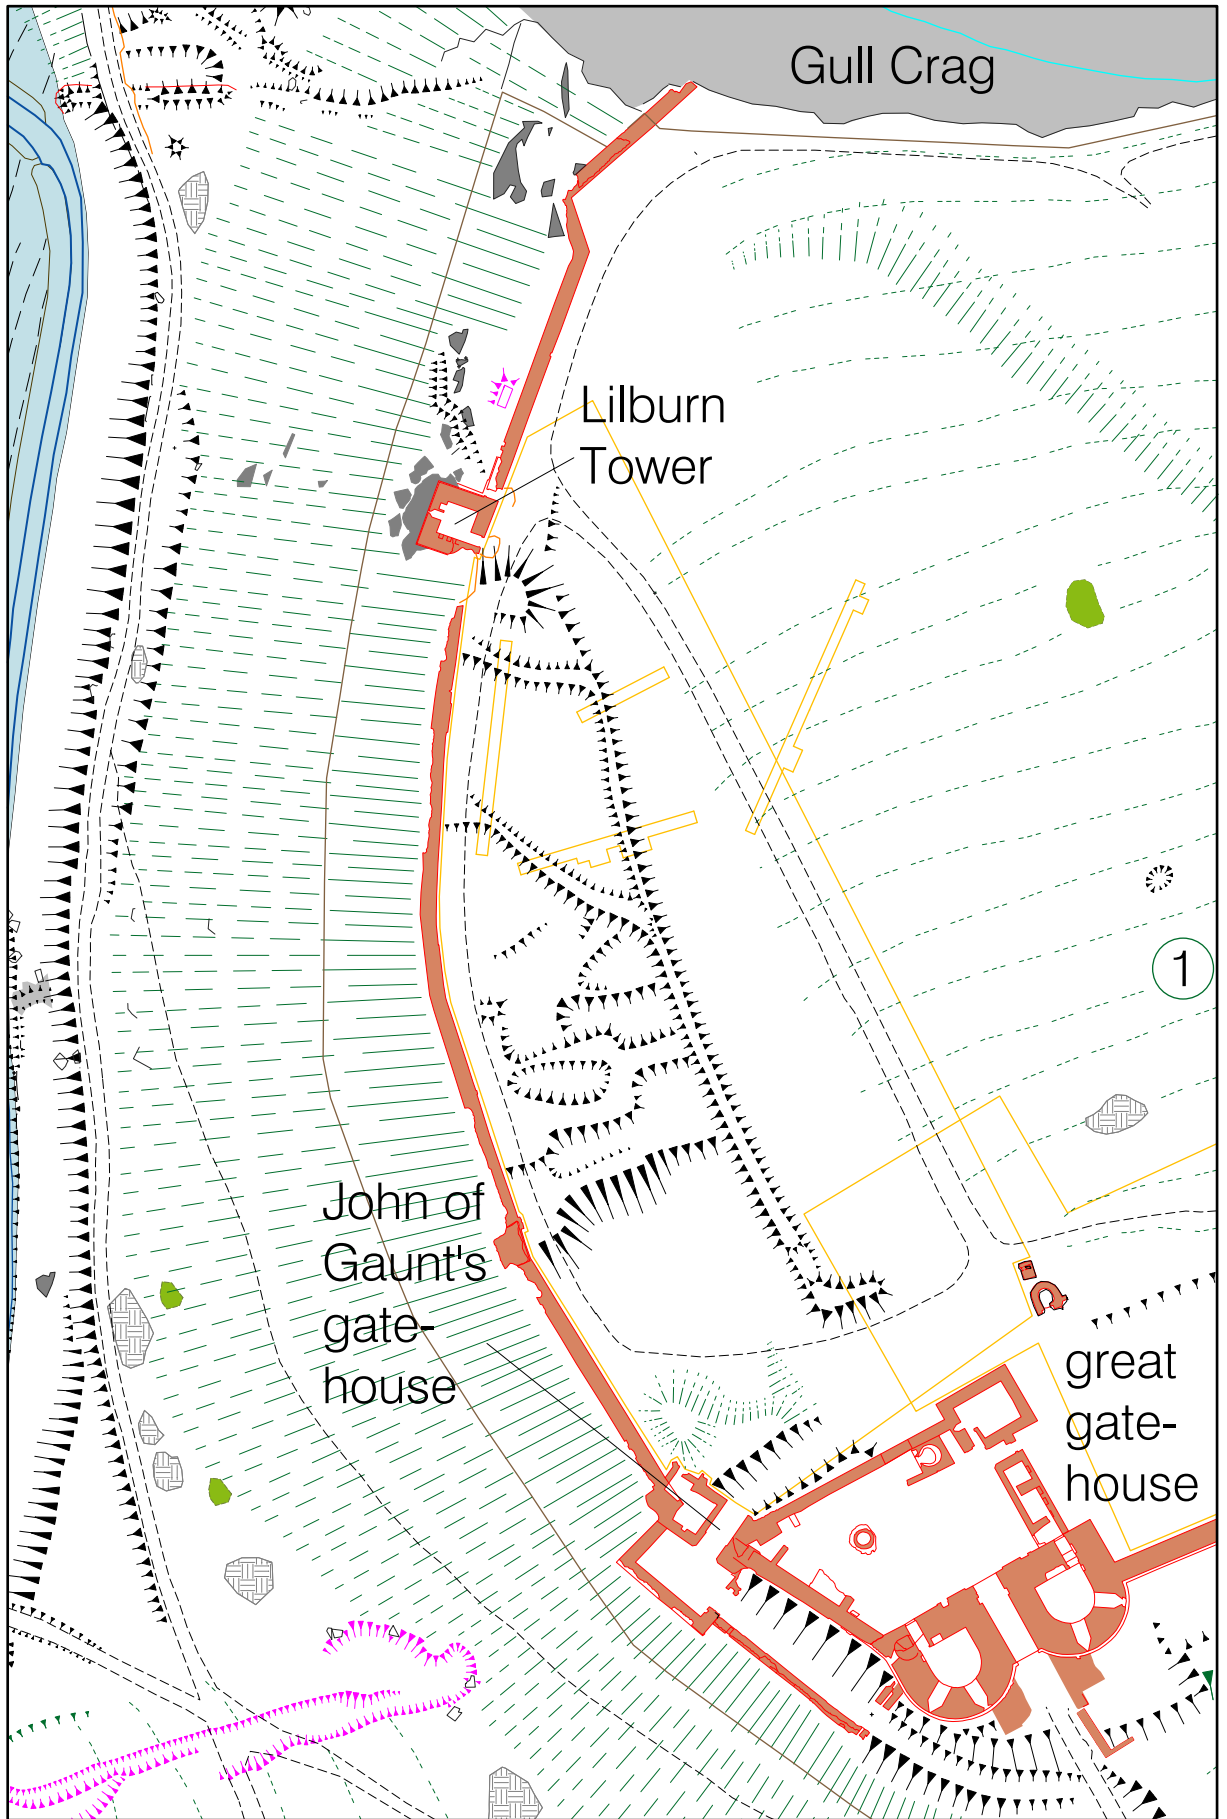 Gull Crag
Lilburn
Tower
1
John of
Gaunt's
gate-
house
great
gate-
house